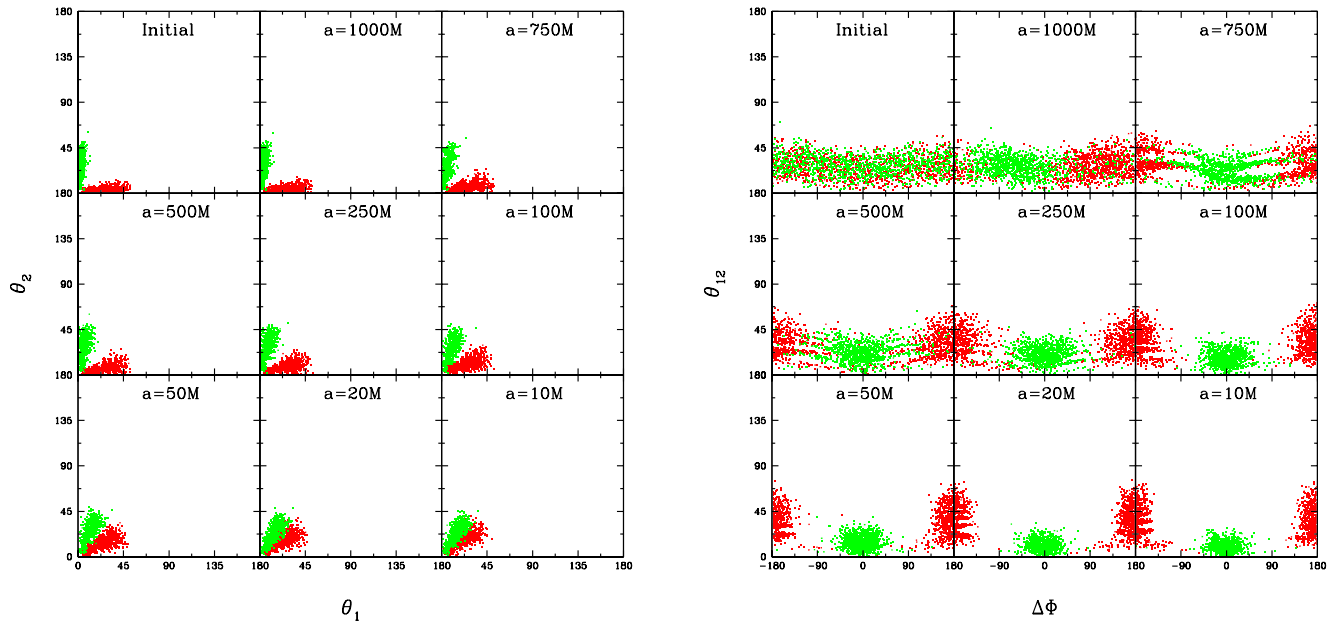 Initial a=1000M a=750M
a=500M a=250M a=100M
a=50M a=20M a=10M
180
135
90
45
180
135
90
45
180
135
90
45
0
0 45 90 135 180 45 90 135 180 45 90 135 180
θ₂
θ₁
Initial a=1000M a=750M
a=500M a=250M a=100M
a=50M a=20M a=10M
180
135
90
45
180
135
90
45
180
135
90
45
0
-180 -90 0 90 180 -90 0 90 180 -90 0 90 180
θ₁₂
ΔΦ